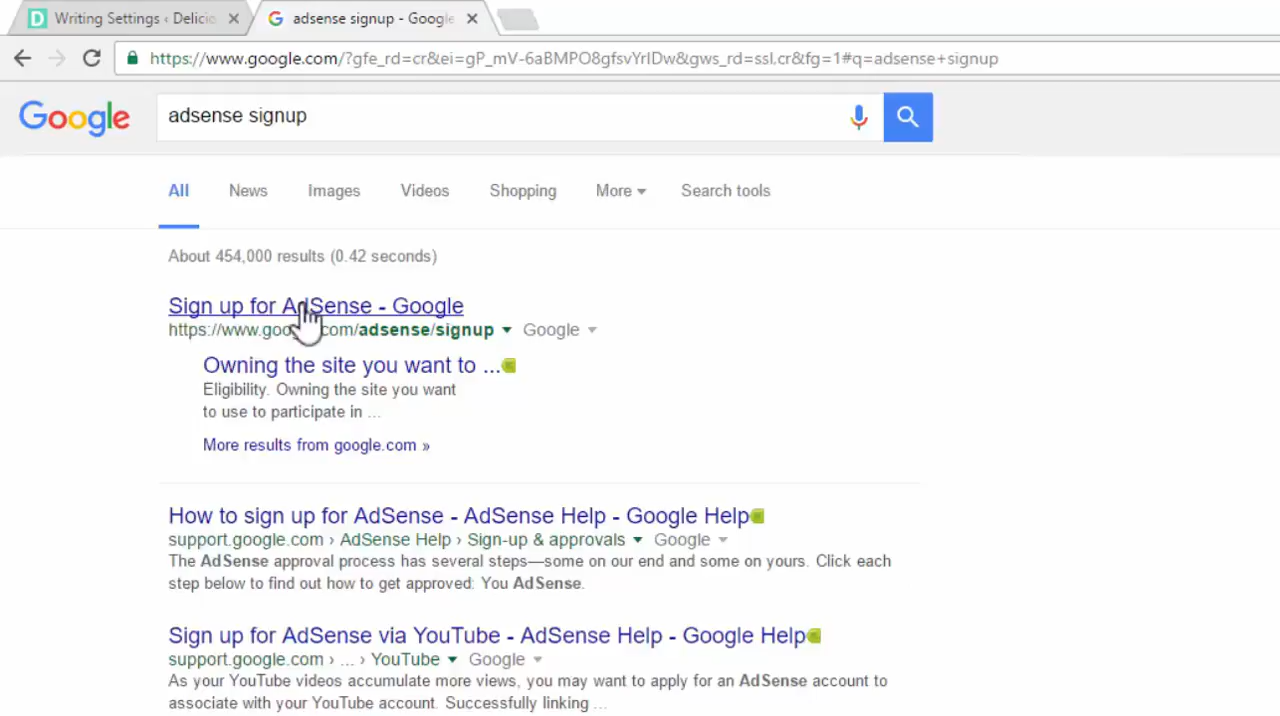 Writing Settings ‹ Delicio
adsense signup - Google
https://www.google.com/?gfe_rd=cr&ei=gP_mV-6aBMPO8gfsvYrIDw&gws_rd=ssl,cr&fg=1#q=adsense+signup
Google
adsense signup
All News Images Videos Shopping More Search tools
About 454,000 results (0.42 seconds)
Sign up for AdSense - Google
https://www.goog com/adsense/signup Google
Owning the site you want to ...
Eligibility. Owning the site you want
to use to participate in ...
More results from google.com »
How to sign up for AdSense - AdSense Help - Google Help
support.google.com › AdSense Help › Sign-up & approvals Google
The AdSense approval process has several steps—some on our end and some on yours. Click each
step below to find out how to get approved: You AdSense.
Sign up for AdSense via YouTube - AdSense Help - Google Help
support.google.com › ... › YouTube Google
As your YouTube videos accumulate more views, you may want to apply for an AdSense account to
associate with your YouTube account. Successfully linking ...